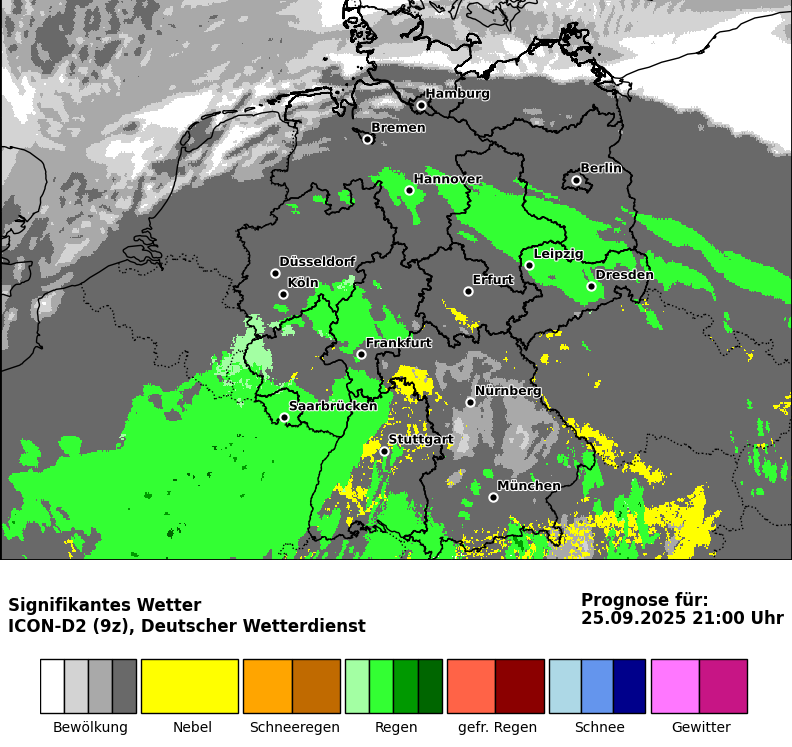 Hamburg
Bremen
Berlin
Hannover
Leipzig
Düsseldorf
Dresden
Köln
Erfurt
Frankfurt
Nürnberg
Saarbrücken
Stuttgart
München
Signifikantes Wetter
ICON-D2 (9z), Deutscher Wetterdienst
Prognose für:
25.09.2025 21:00 Uhr
Bewölkung
Nebel
Schneeregen
Regen
gefr. Regen
Schnee
Gewitter